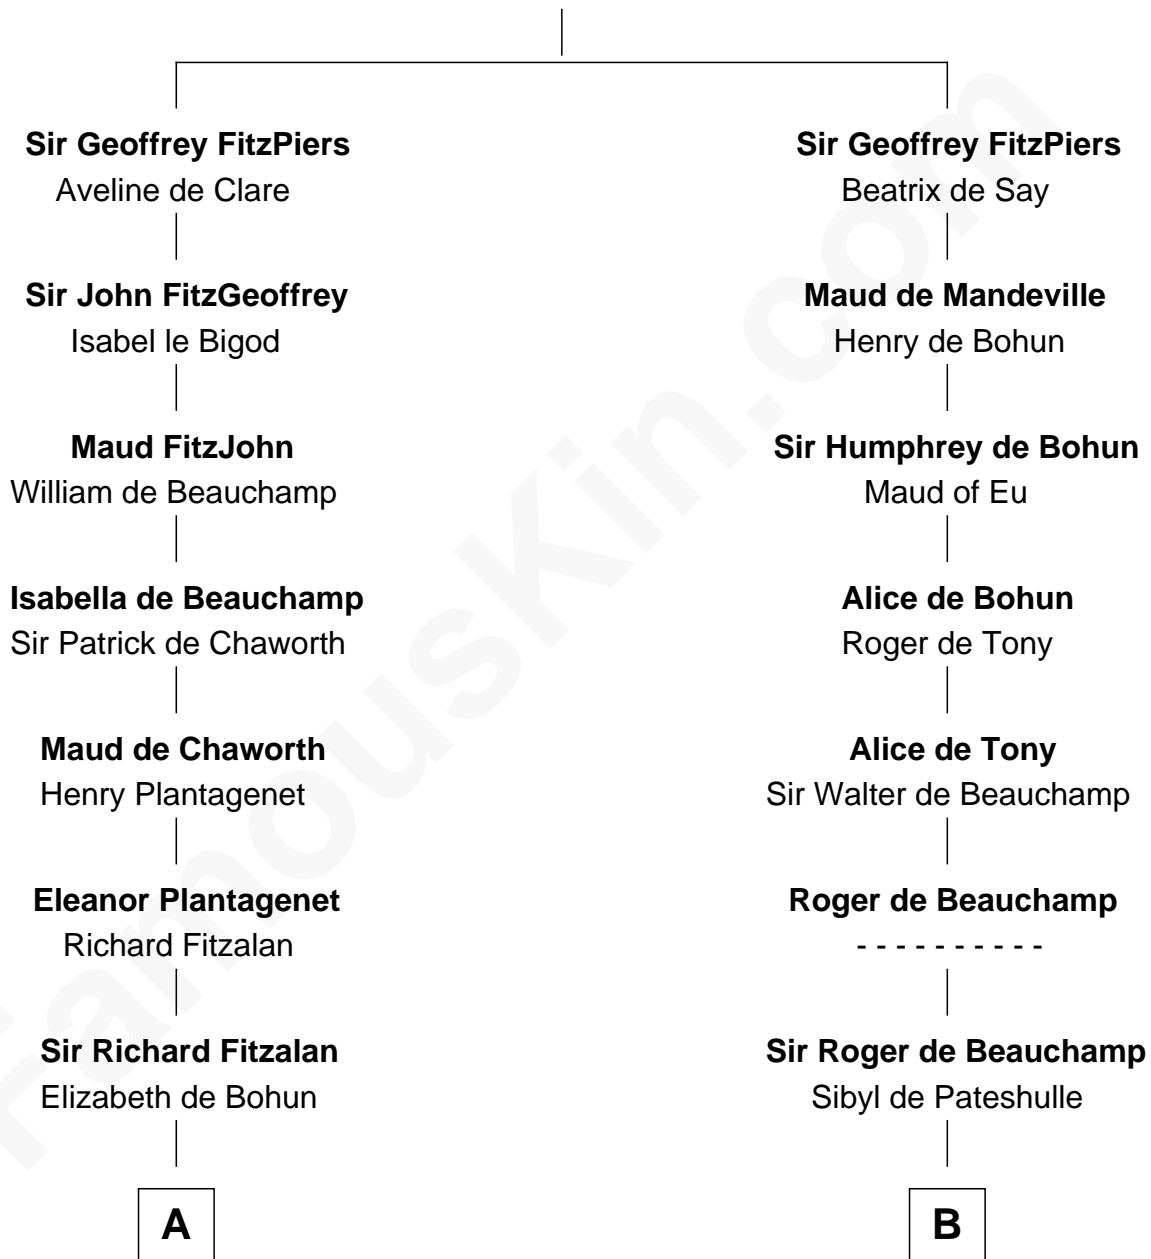 Sir Geoffrey FitzPiers
Aveline de Clare
Sir John FitzGeoffrey
Isabel le Bigod
Maud FitzJohn
William de Beauchamp
Isabella de Beauchamp
Sir Patrick de Chaworth
Maud de Chaworth
Henry Plantagenet
Eleanor Plantagenet
Richard Fitzalan
Sir Richard Fitzalan
Elizabeth de Bohun
A
Sir Geoffrey FitzPiers
Beatrix de Say
Maud de Mandeville
Henry de Bohun
Sir Humphrey de Bohun
Maud of Eu
Alice de Bohun
Roger de Tony
Alice de Tony
Sir Walter de Beauchamp
Roger de Beauchamp
- - - - - - - - - -
Sir Roger de Beauchamp
Sibyl de Pateshulle
B
FamousKin.com